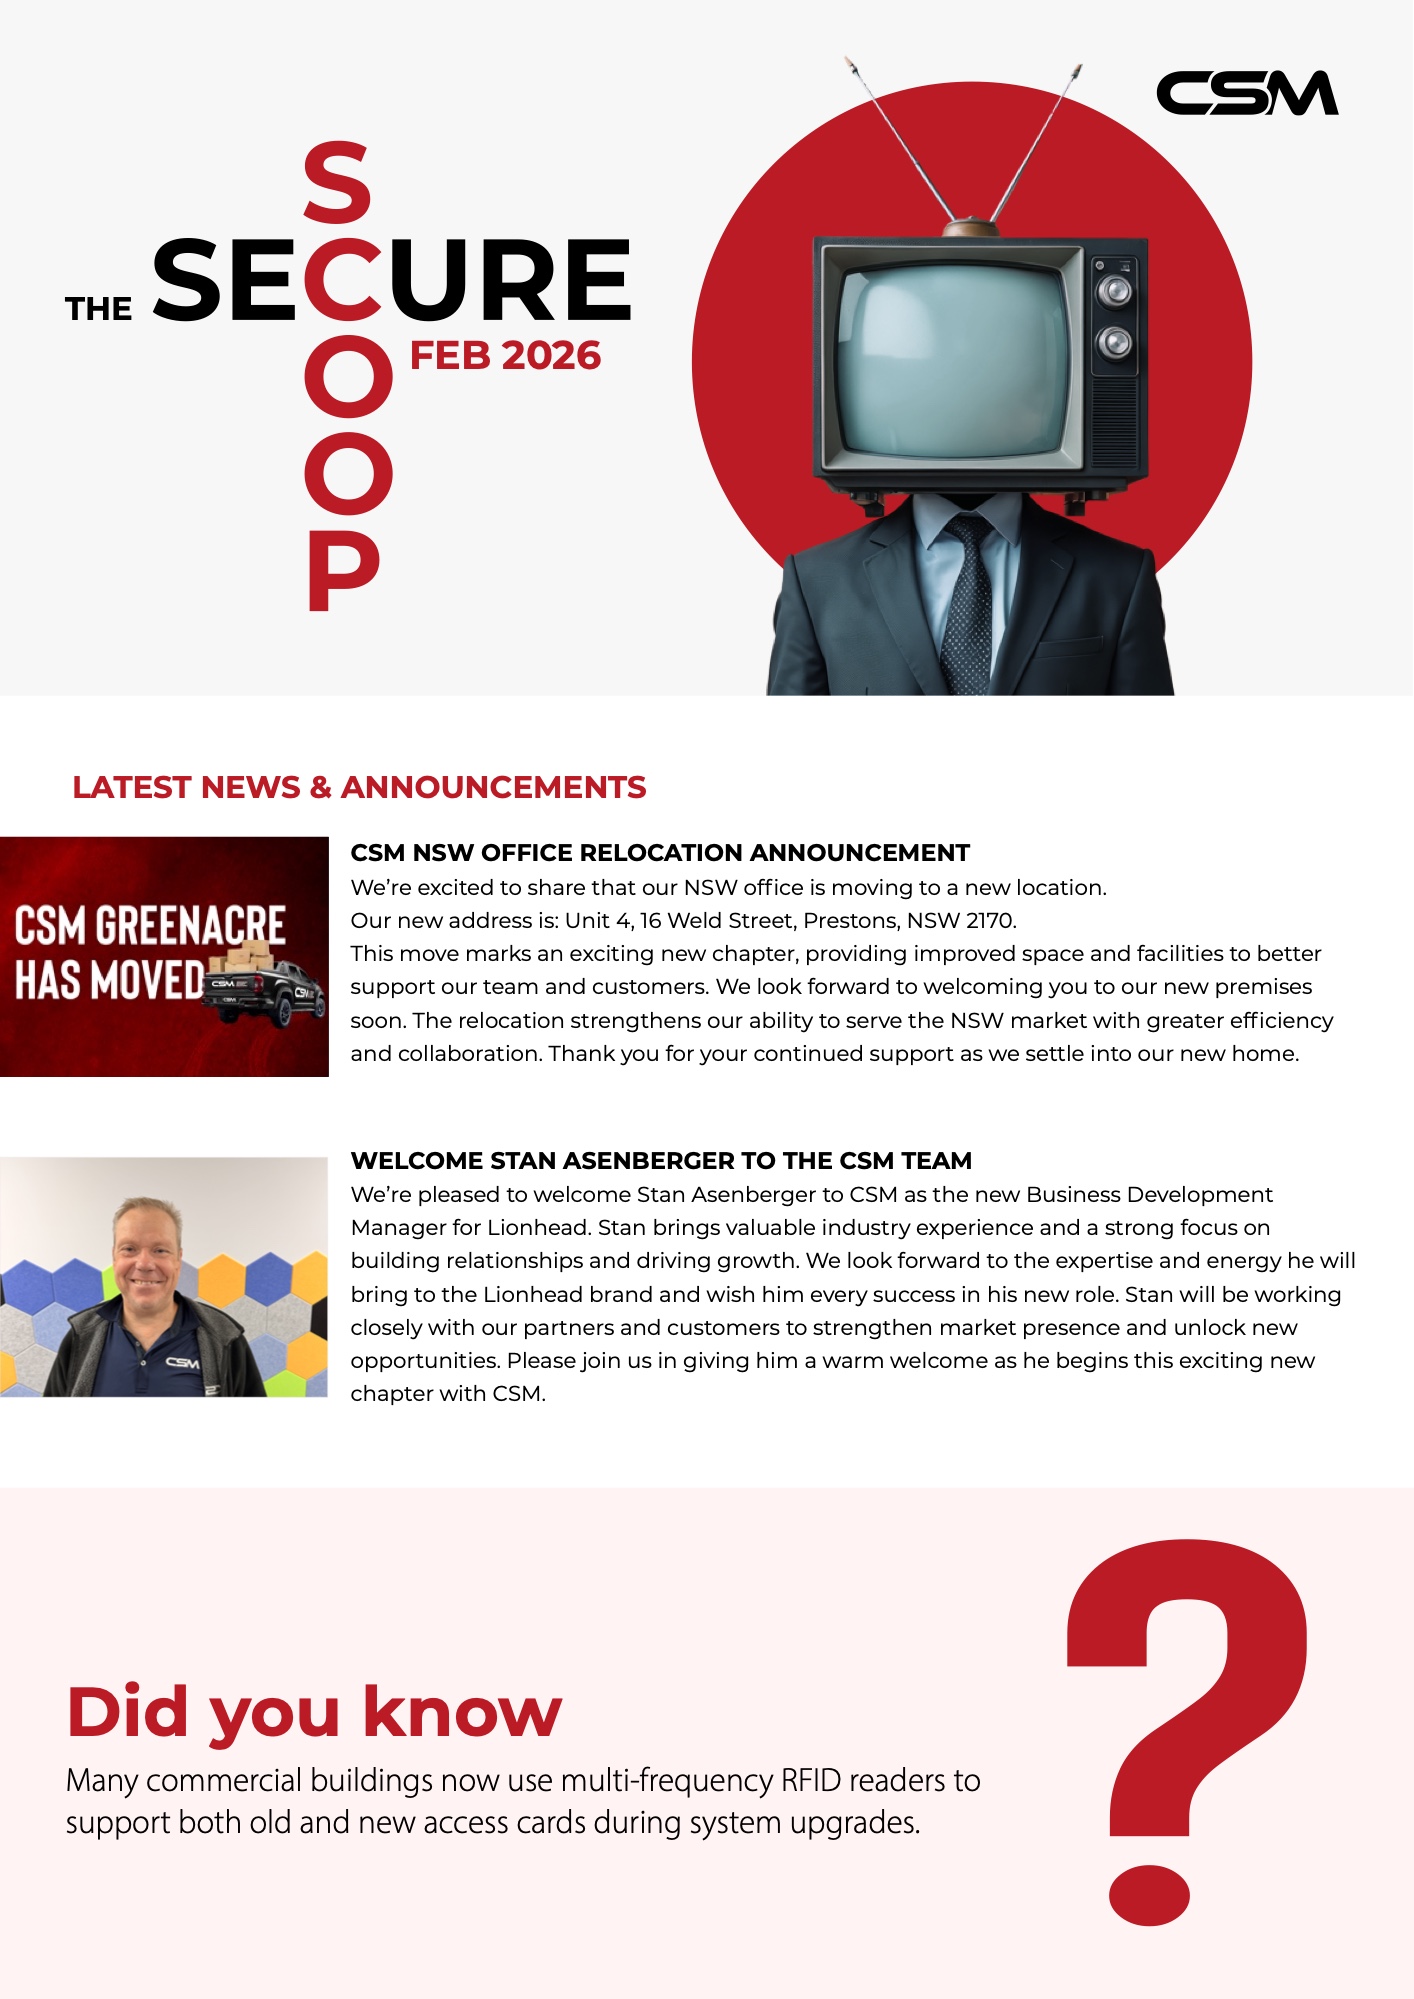 CSM
SCOOP
THE SECURE
FEB 2026
LATEST NEWS & ANNOUNCEMENTS
CSM GREENACRE
HAS MOVED
CSM
CSM
CSM
CSM NSW OFFICE RELOCATION ANNOUNCEMENT
We’re excited to share that our NSW office is moving to a new location.
Our new address is: Unit 4, 16 Weld Street, Prestons, NSW 2170.
This move marks an exciting new chapter, providing improved space and facilities to better
support our team and customers. We look forward to welcoming you to our new premises
soon. The relocation strengthens our ability to serve the NSW market with greater efficiency
and collaboration. Thank you for your continued support as we settle into our new home.
WELCOME STAN ASENBERGER TO THE CSM TEAM
We’re pleased to welcome Stan Asenberger to CSM as the new Business Development
Manager for Lionhead. Stan brings valuable industry experience and a strong focus on
building relationships and driving growth. We look forward to the expertise and energy he will
bring to the Lionhead brand and wish him every success in his new role. Stan will be working
closely with our partners and customers to strengthen market presence and unlock new
opportunities. Please join us in giving him a warm welcome as he begins this exciting new
chapter with CSM.
CSM
Did you know
Many commercial buildings now use multi-frequency RFID readers to
support both old and new access cards during system upgrades.
?